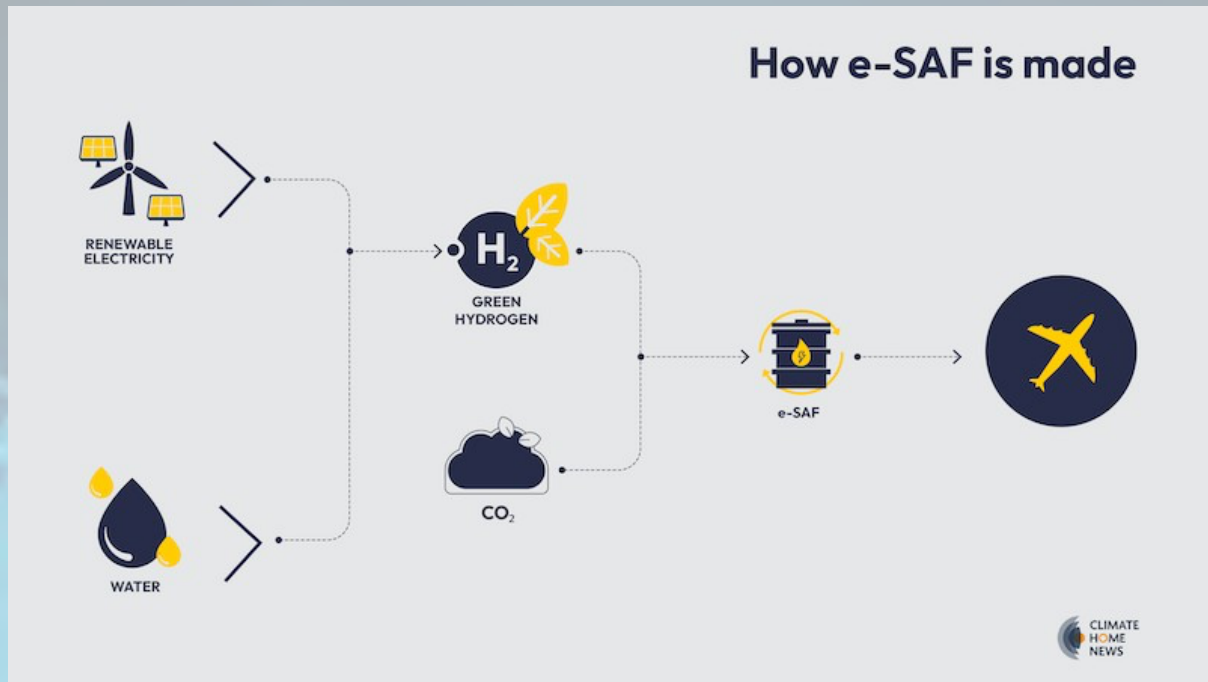 How e-SAF is made
RENEWABLE
ELECTRICITY
H₂
GREEN
HYDROGEN
e-SAF
CO₂
WATER
CLIMATE
HOME
NEWS